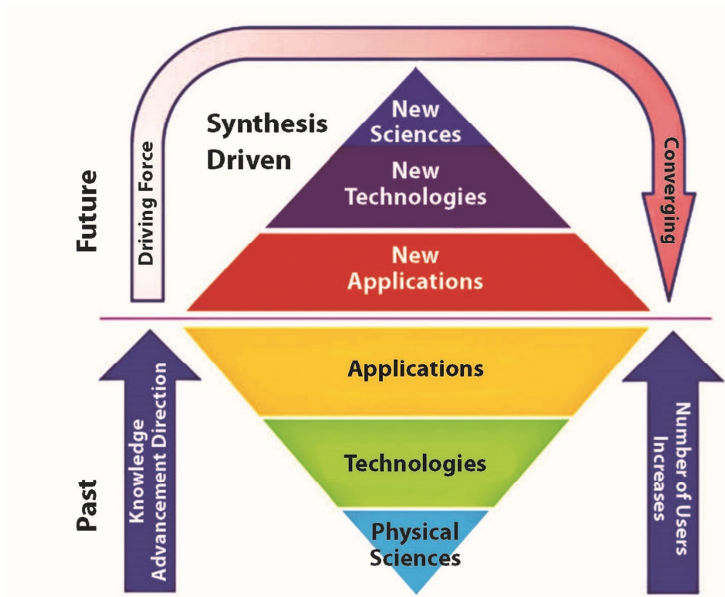 Synthesis
Driven
New
Sciences
New
Technologies
New
Applications
Driving Force
Converging
Future
Applications
Technologies
Physical
Sciences
Past
Knowledge
Advancement Direction
Number of Users
Increases